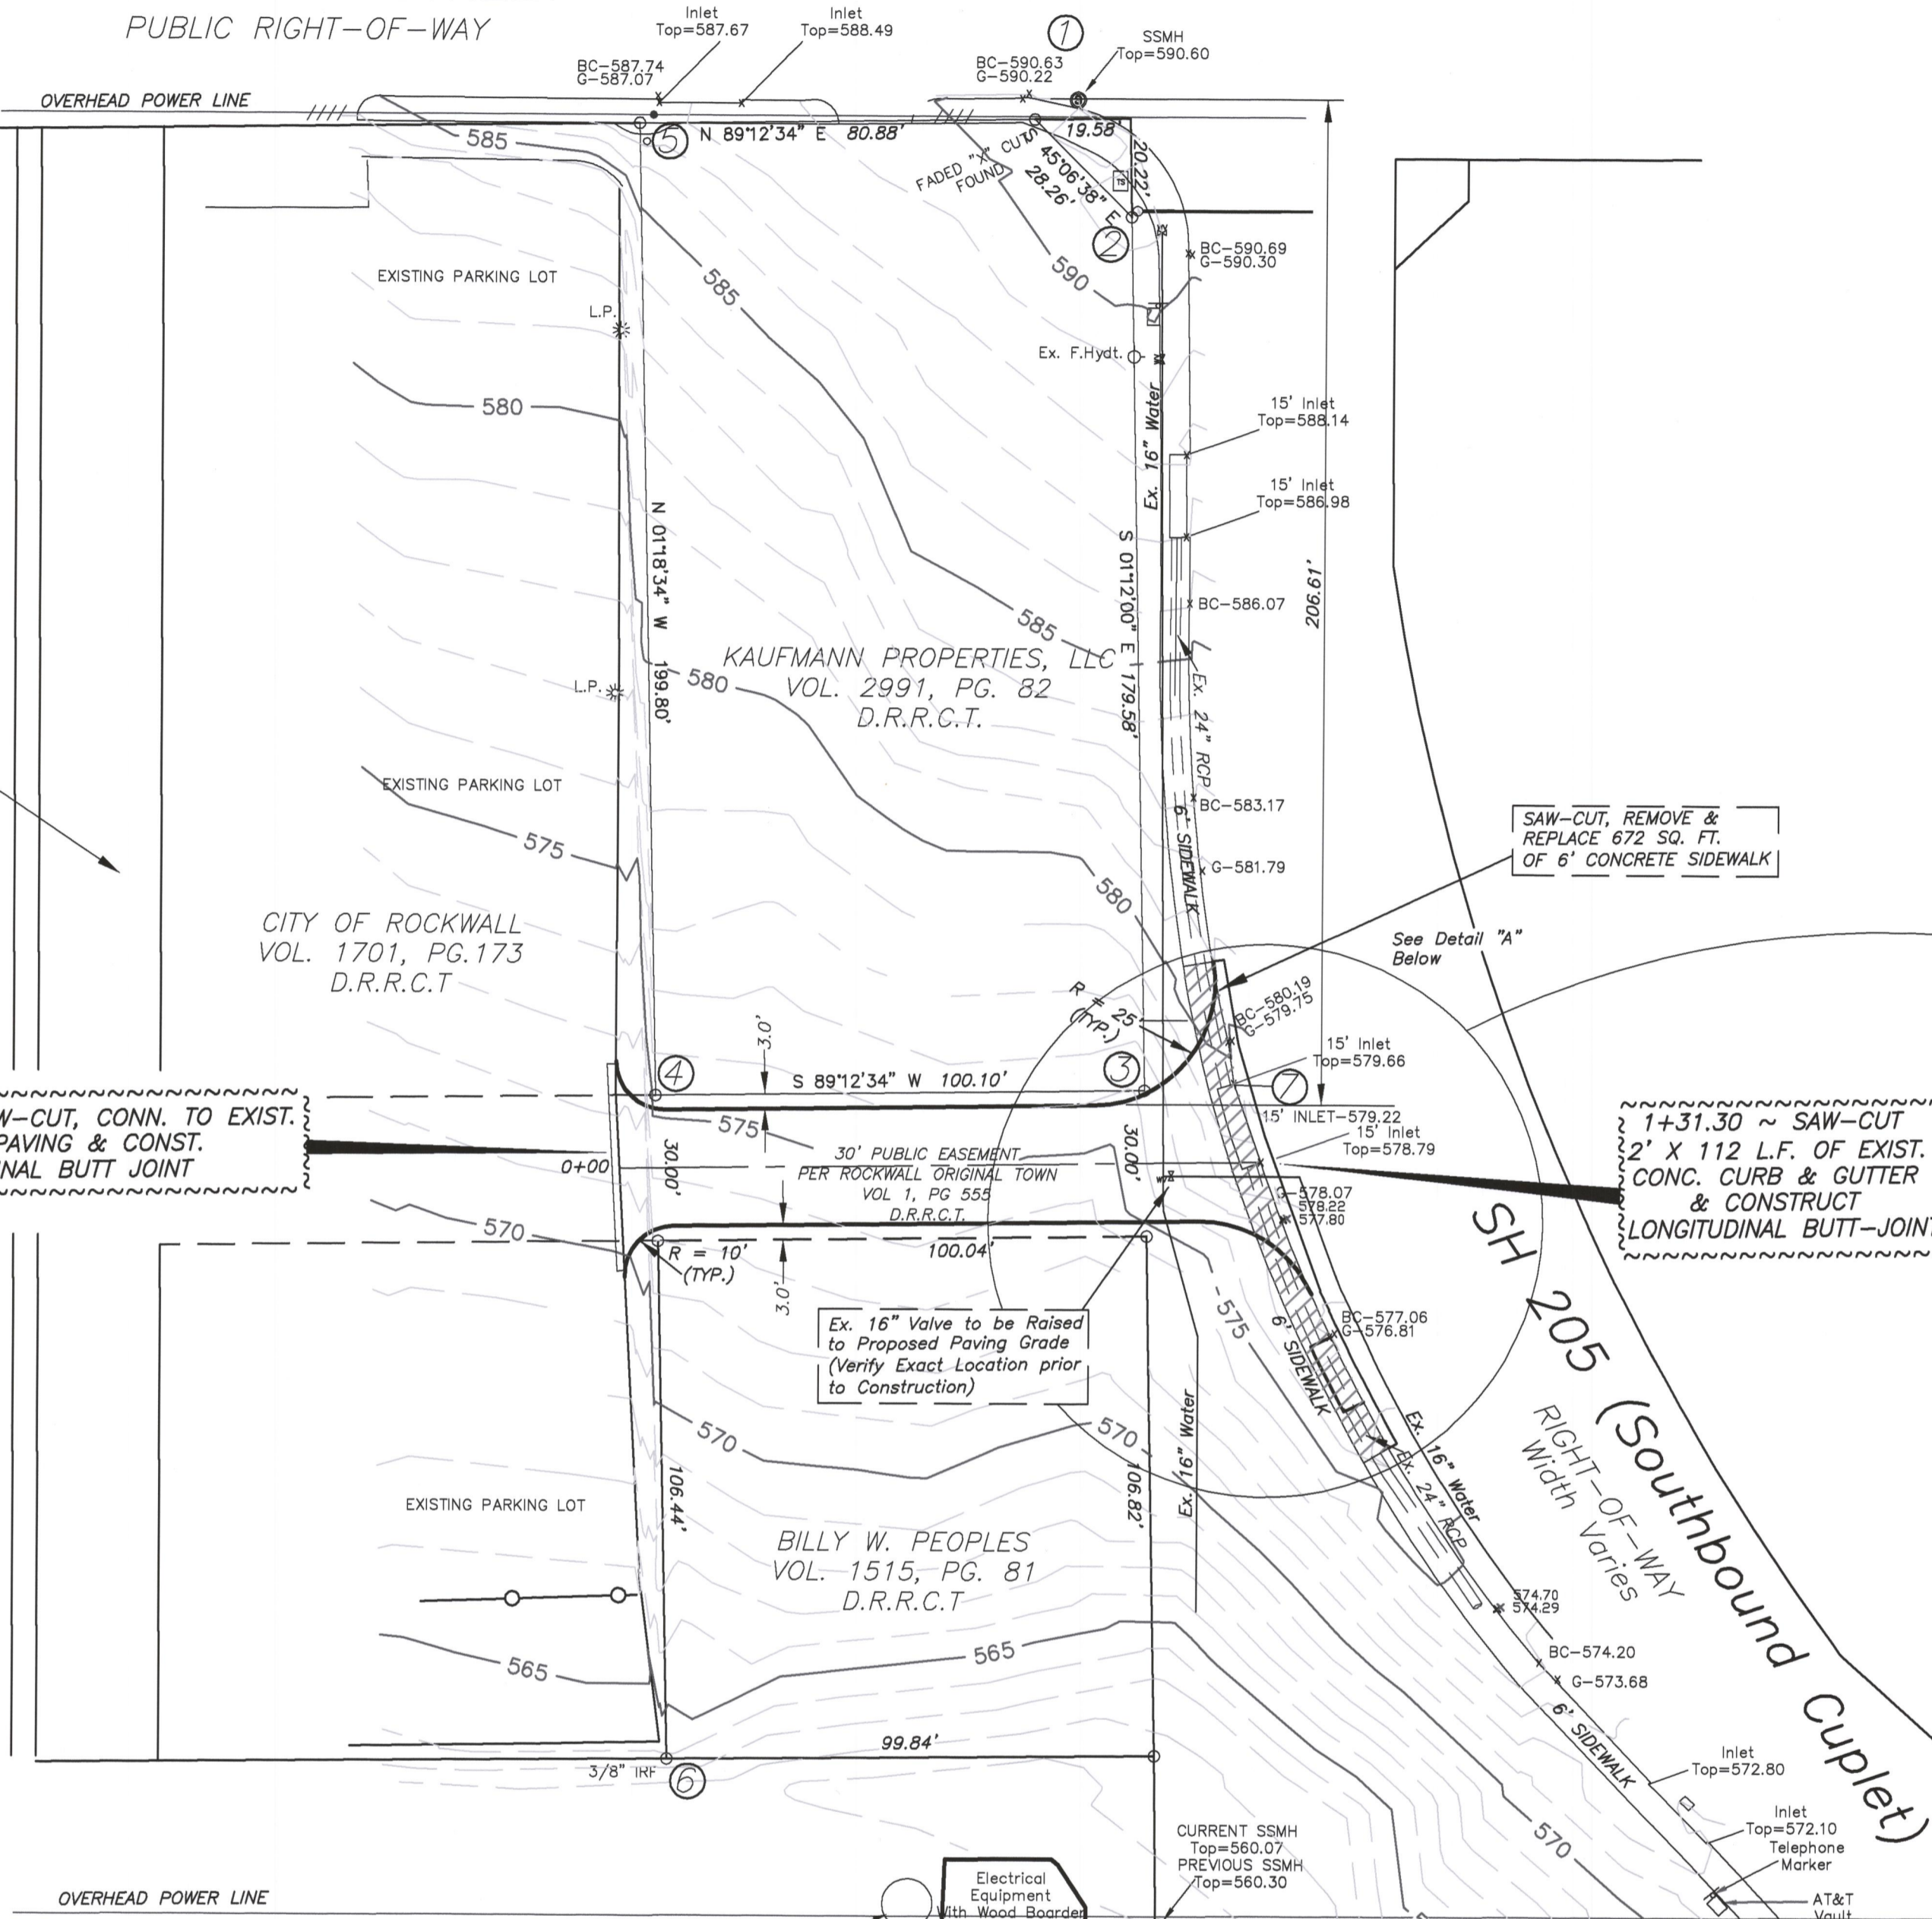 PUBLIC RIGHT-OF-WAY
Inlet
Top=587.67
Inlet
Top=588.49
1
SSMH
Top=590.60
BC-587.74
G-587.07
BC-590.63
G-590.22
OVERHEAD POWER LINE
585
5
N 89°12'34" E 80.88'
19.58'
FADED "X" CUT
FOUND
S 45°06'38" E
28.26'
20.22'
TS
2
BC-590.69
G-590.30
EXISTING PARKING LOT
585
590
L.P.
Ex. F.Hydt.
580
Ex. 16" Water
15' Inlet
Top=588.14
15' Inlet
Top=586.98
N 01°18'34" W 199.80'
S 01°12'00" E 179.58'
206.61'
BC-586.07
585
KAUFMANN PROPERTIES, LLC
VOL. 2991, PG. 82
D.R.R.C.T.
L.P.
580
Ex. 24" RCP
EXISTING PARKING LOT
BC-583.17
6' SIDEWALK
575
G-581.79
580
SAW-CUT, REMOVE &
REPLACE 672 SQ. FT.
OF 6' CONCRETE SIDEWALK
CITY OF ROCKWALL
VOL. 1701, PG.173
D.R.R.C.T
See Detail "A"
Below
R = 25'
(TYP.)
BC-580.19
G-579.75
3.0'
15' Inlet
Top=579.66
4
S 89°12'34" W 100.10'
3
7
W-CUT, CONN. TO EXIST.
PAVING & CONST.
NAL BUTT JOINT
575
15' INLET-579.22
15' Inlet
Top=578.79
1+31.30 ~ SAW-CUT
2' X 112 L.F. OF EXIST.
CONC. CURB & GUTTER
& CONSTRUCT
LONGITUDINAL BUTT-JOINT
0+00
30.00'
30' PUBLIC EASEMENT
PER ROCKWALL ORIGINAL TOWN
VOL 1, PG 555
D.R.R.C.T.
30.00'
G-578.07
578.22
577.80
570
R = 10'
(TYP.)
100.04'
3.0'
575
Ex. 16" Valve to be Raised
to Proposed Paving Grade
(Verify Exact Location prior
to Construction)
6' SIDEWALK
BC-577.06
G-576.81
SH 205 (Southbound Cuplet)
RIGHT-OF-WAY
Width Varies
570
570
Ex. 16" Water
Ex. 16" Water
Ex. 24" RCP
106.44'
106.82'
EXISTING PARKING LOT
BILLY W. PEOPLES
VOL. 1515, PG. 81
D.R.R.C.T
574.70
574.29
565
565
BC-574.20
G-573.68
6' SIDEWALK
99.84'
3/8" IRF
6
Inlet
Top=572.80
Inlet
Top=572.10
570
Telephone
Marker
CURRENT SSMH
Top=560.07
PREVIOUS SSMH
Top=560.30
OVERHEAD POWER LINE
Electrical
Equipment
With Wood Boarder
AT&T
Vault